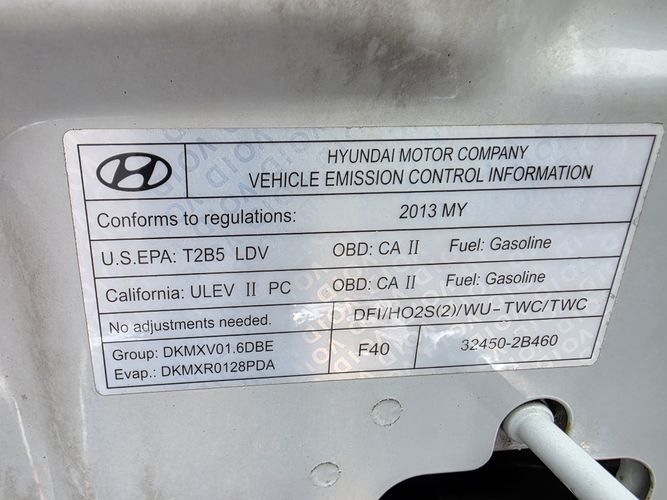 HYUNDAI MOTOR COMPANY
VEHICLE EMISSION CONTROL INFORMATION
Conforms to regulations: 2013 MY
U.S.EPA: T2B5 LDV OBD: CA II Fuel: Gasoline
California: ULEV II PC OBD: CA II Fuel: Gasoline
No adjustments needed. DFI/HO2S(2)/WU-TWC/TWC
Group: DKMXV01.6DBE F40 32450-2B460
Evap.: DKMXR0128PDA